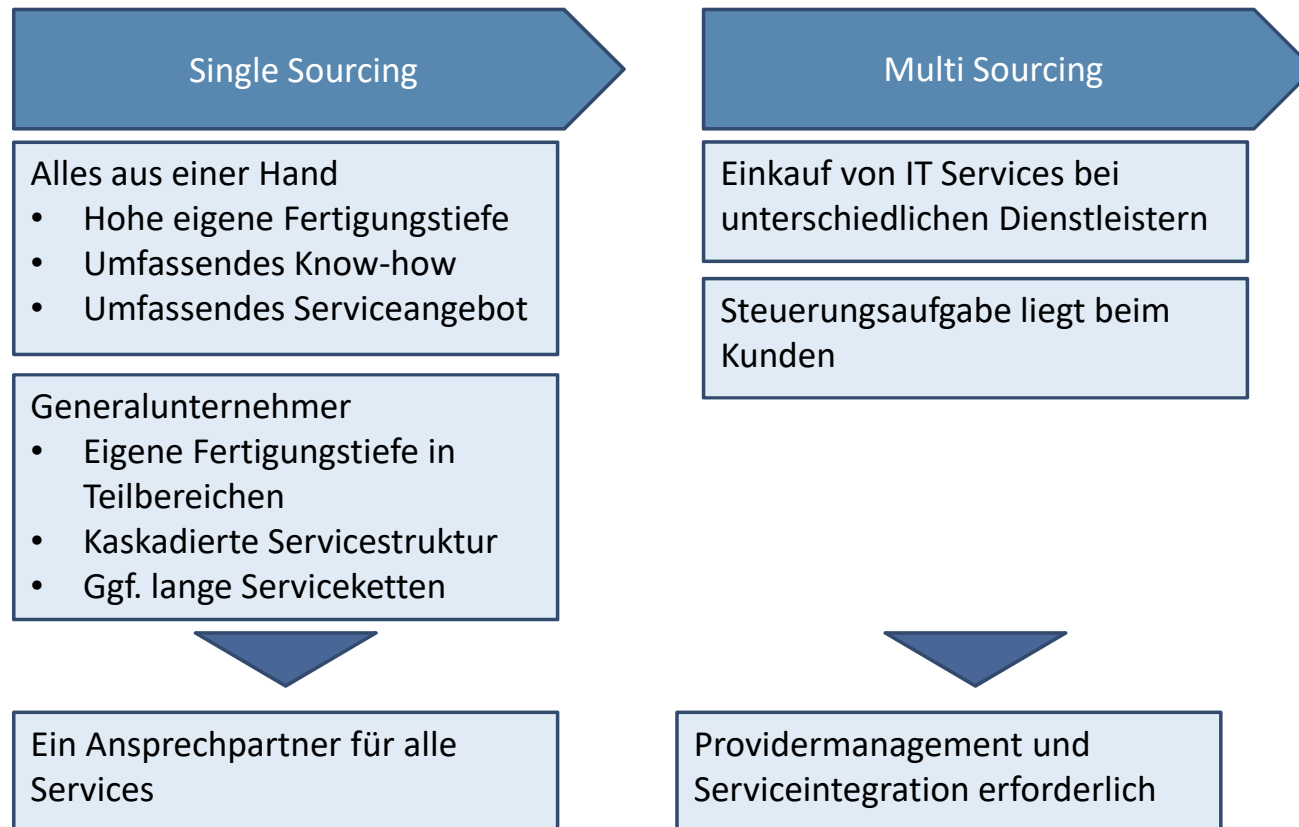 Single Sourcing
Alles aus einer Hand
• Hohe eigene Fertigungstiefe
• Umfassendes Know-how
• Umfassendes Serviceangebot
Generalunternehmer
• Eigene Fertigungstiefe in
Teilbereichen
• Kaskadierte Servicestruktur
• Ggf. lange Serviceketten
Ein Ansprechpartner für alle
Services
Multi Sourcing
Einkauf von IT Services bei
unterschiedlichen Dienstleistern
Steuerungsaufgabe liegt beim
Kunden
Providermanagement und
Serviceintegration erforderlich